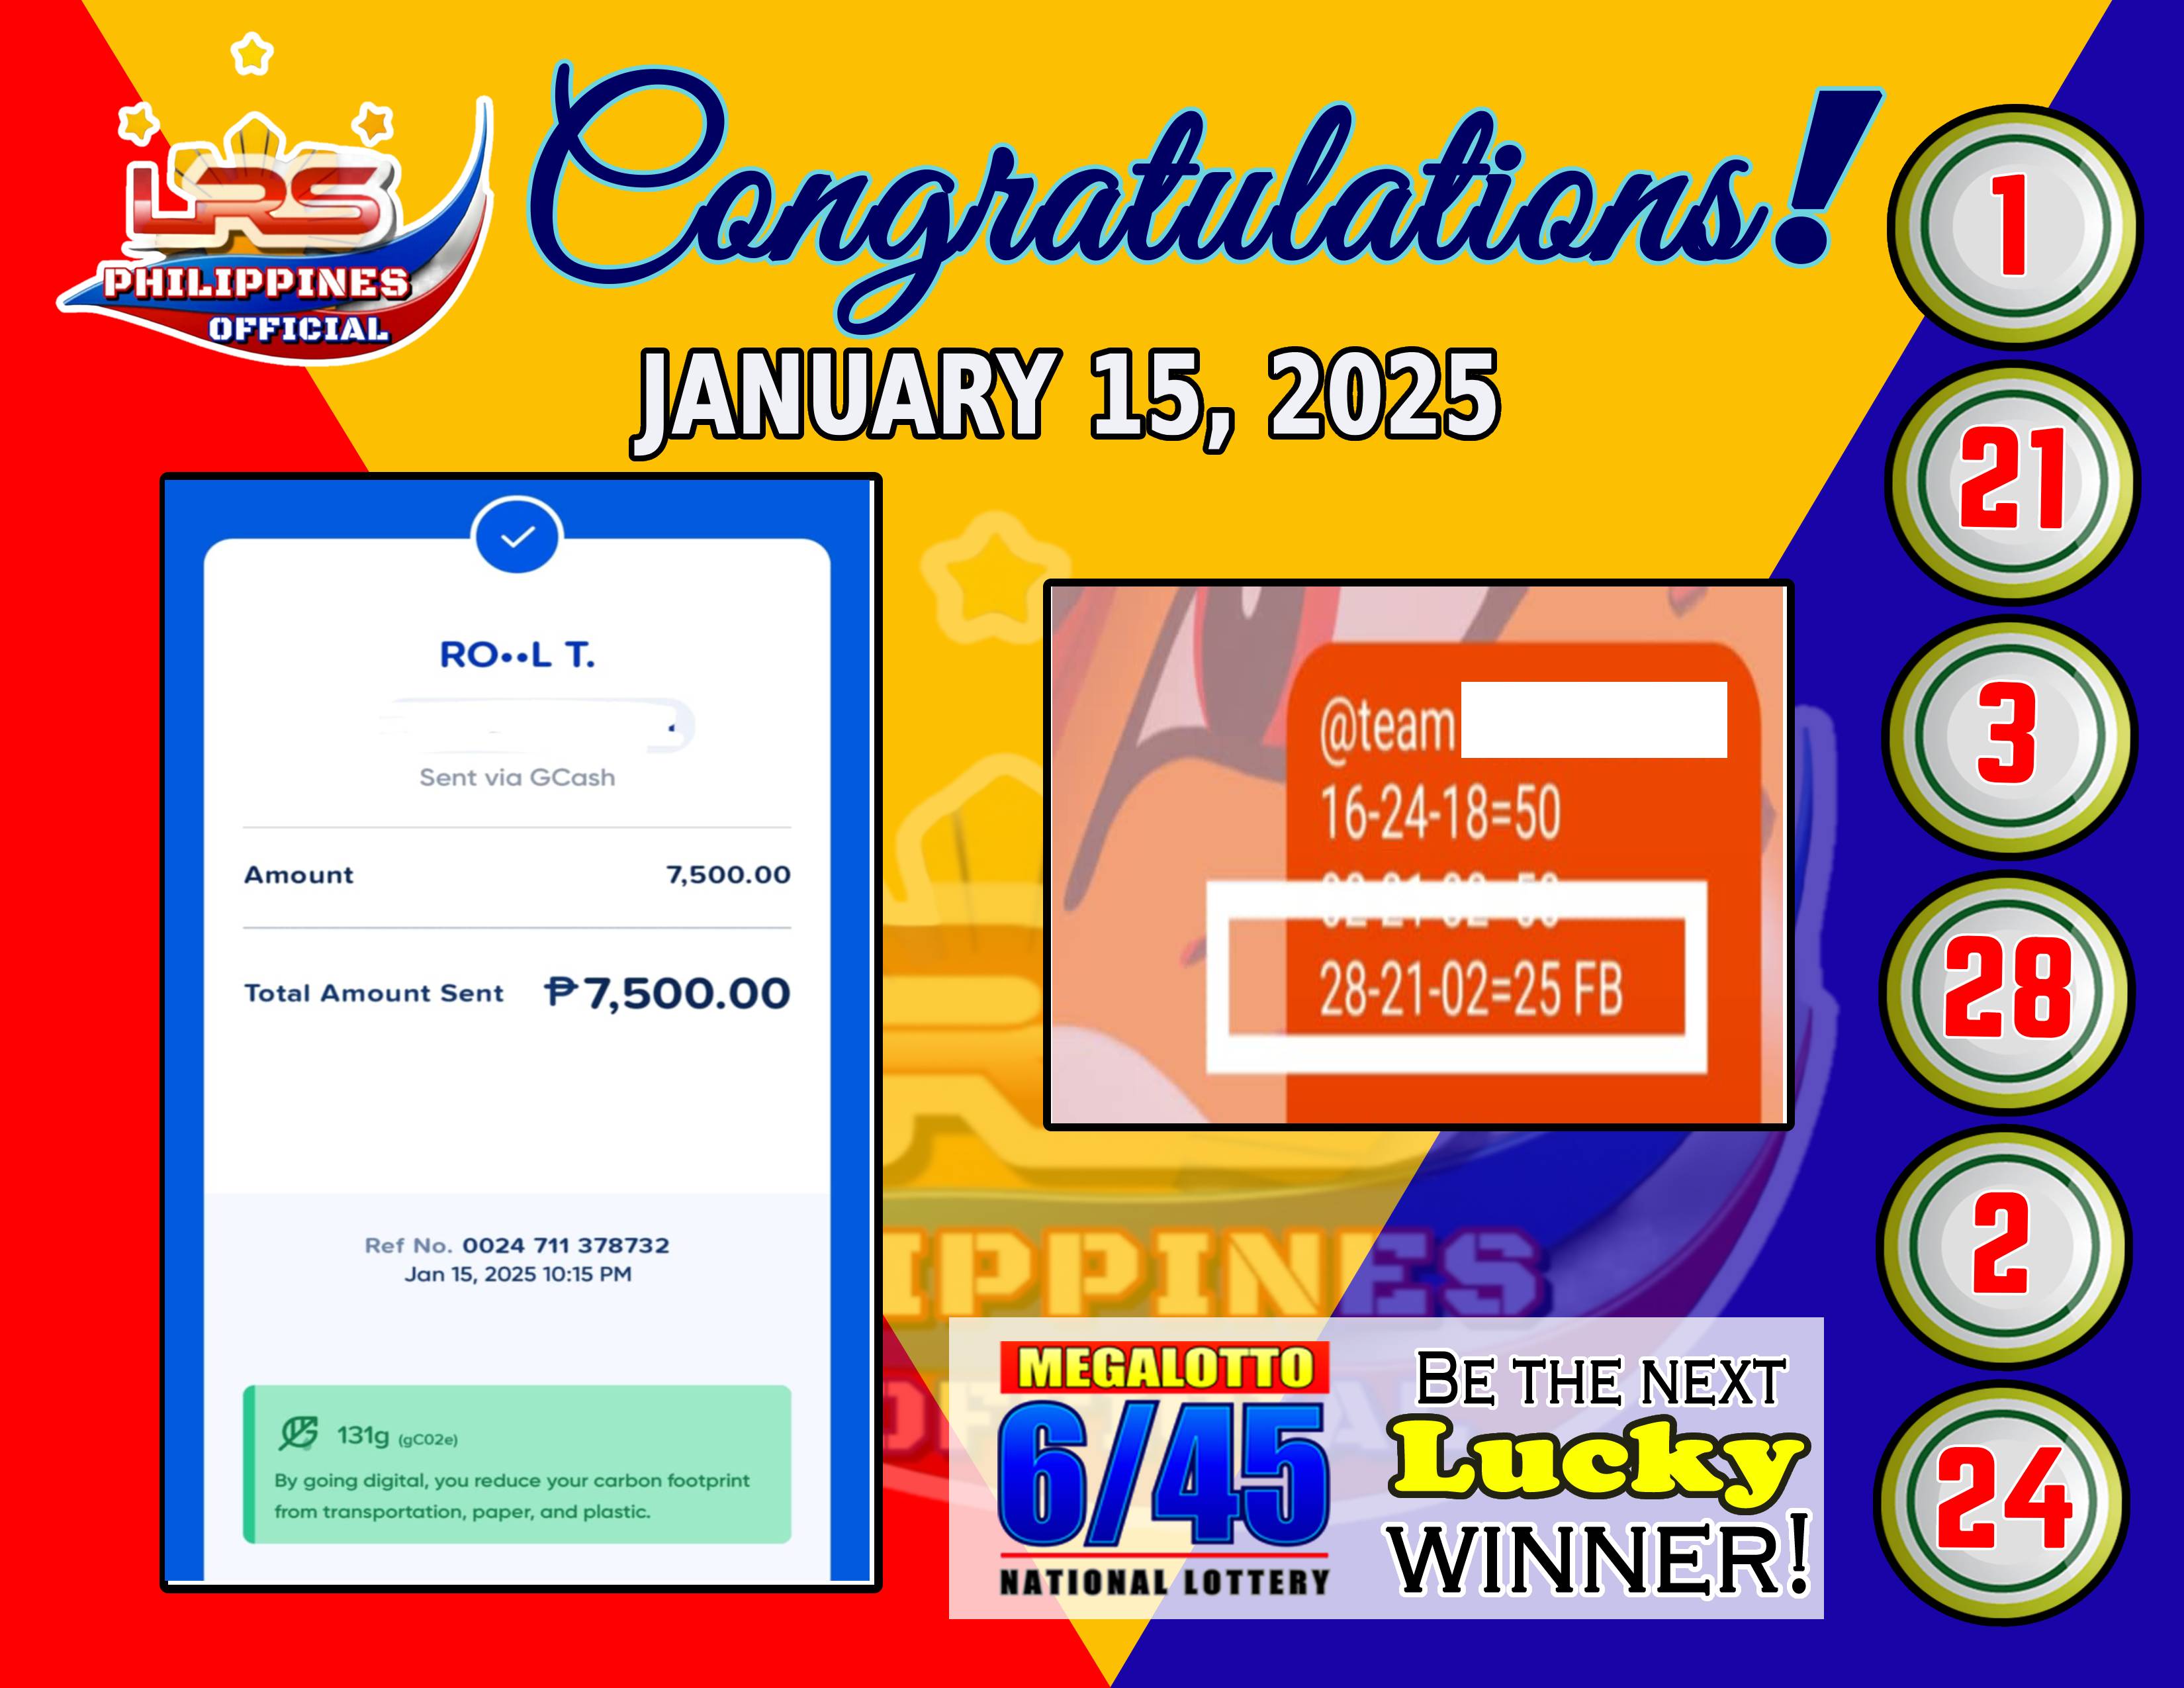 LRS
PHILIPPINES
OFFICIAL
Congratulations!
JANUARY 15, 2025
RO••L T.
Sent via GCash
Amount 7,500.00
Total Amount Sent ₱7,500.00
Ref No. 0024 711 378732
Jan 15, 2025 10:15 PM
131g (gCO2e)
By going digital, you reduce your carbon footprint
from transportation, paper, and plastic.
@team
16-24-18=50
28-21-02=25 FB
MEGALOTTO
6/45
NATIONAL LOTTERY
BE THE NEXT
Lucky
WINNER!
1
21
3
28
2
24